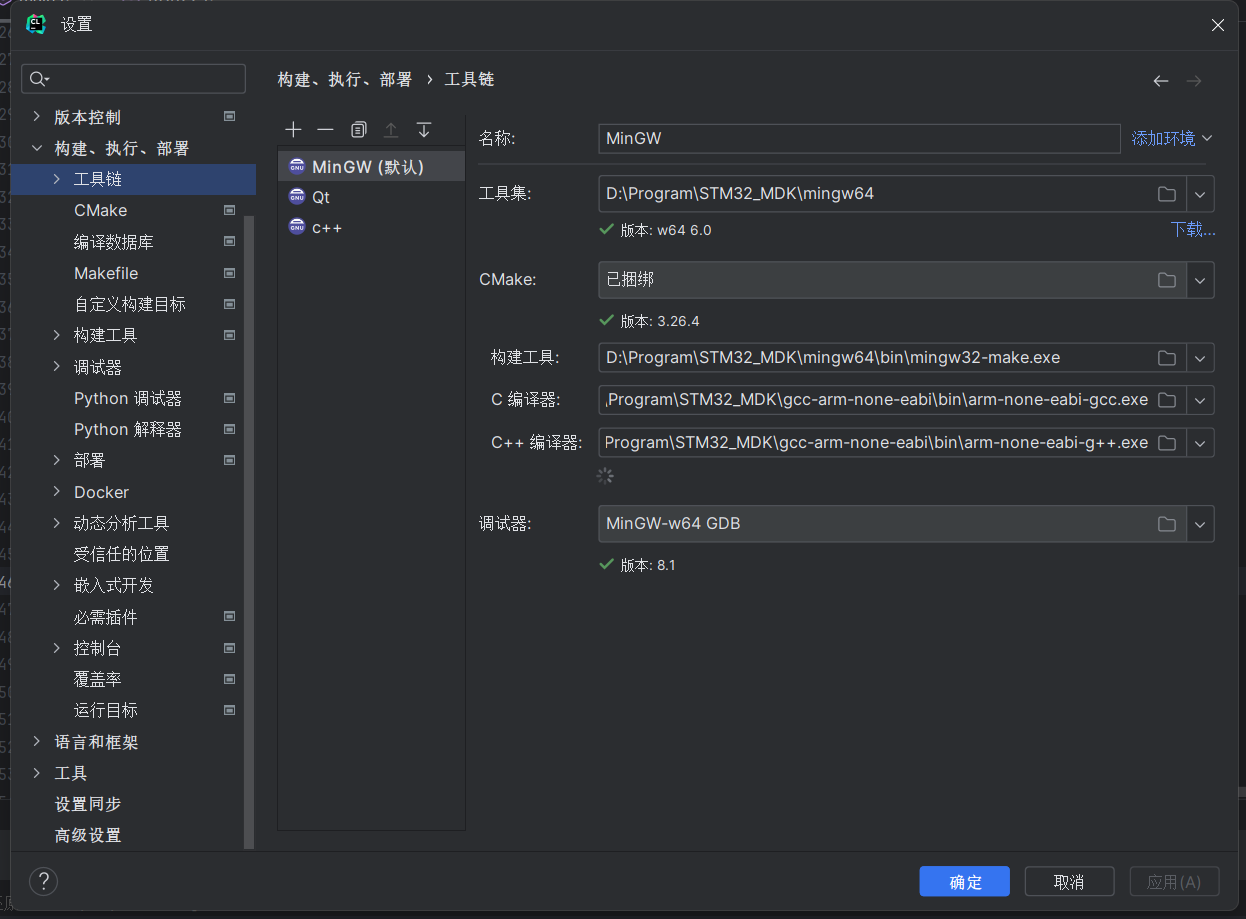 设置
版本控制
构建、执行、部署
工具链
CMake
编译数据库
Makefile
自定义构建目标
构建工具
调试器
Python 调试器
Python 解释器
部署
Docker
动态分析工具
受信任的位置
嵌入式开发
必需插件
控制台
覆盖率
运行目标
语言和框架
工具
设置同步
高级设置
构建、执行、部署 › 工具链
MinGW (默认)
Qt
c++
名称: MinGW 添加环境
工具集: D:\Program\STM32_MDK\mingw64
版本: w64 6.0 下载...
CMake: 已捆绑
版本: 3.26.4
构建工具: D:\Program\STM32_MDK\mingw64\bin\mingw32-make.exe
C 编译器: \Program\STM32_MDK\gcc-arm-none-eabi\bin\arm-none-eabi-gcc.exe
C++ 编译器: Program\STM32_MDK\gcc-arm-none-eabi\bin\arm-none-eabi-g++.exe
调试器: MinGW-w64 GDB
版本: 8.1
? 确定 取消 应用(A)